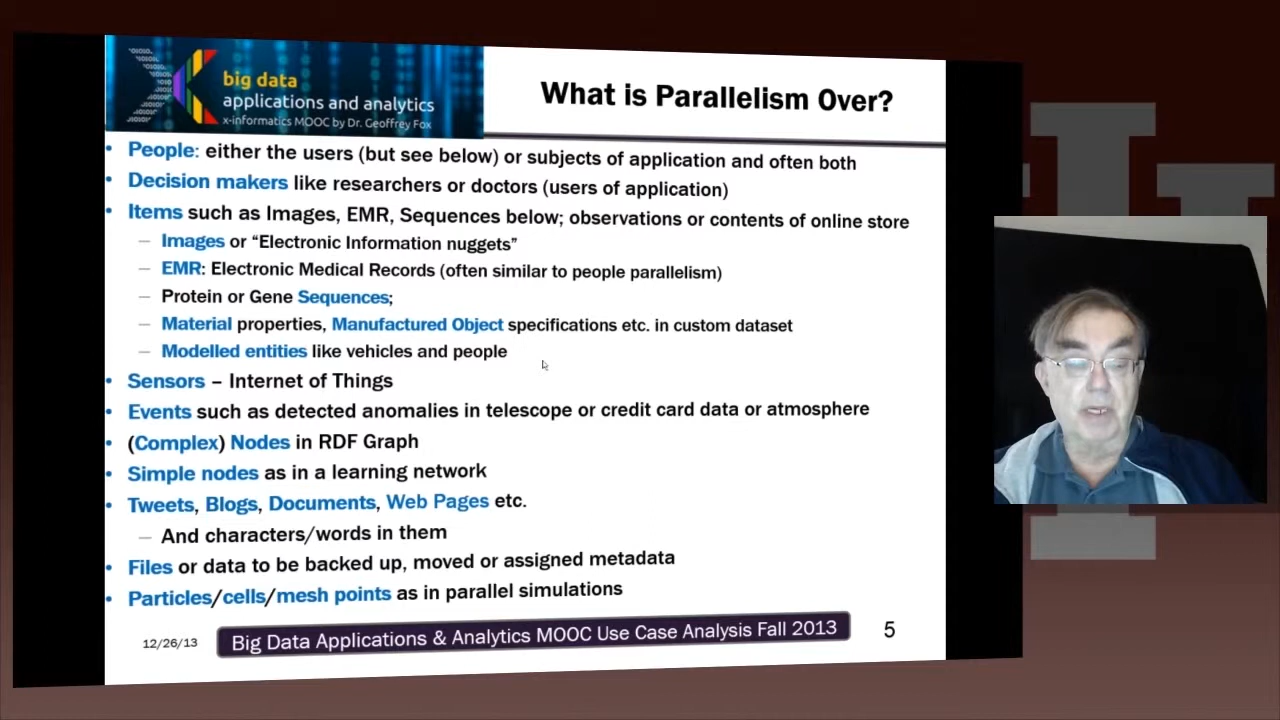 big data
applications and analytics
x-informatics MOOC by Dr. Geoffrey Fox
What is Parallelism Over?
• People: either the users (but see below) or subjects of application and often both
• Decision makers like researchers or doctors (users of application)
• Items such as Images, EMR, Sequences below; observations or contents of online store
– Images or “Electronic Information nuggets”
– EMR: Electronic Medical Records (often similar to people parallelism)
– Protein or Gene Sequences;
– Material properties, Manufactured Object specifications etc. in custom dataset
– Modelled entities like vehicles and people
• Sensors – Internet of Things
• Events such as detected anomalies in telescope or credit card data or atmosphere
• (Complex) Nodes in RDF Graph
• Simple nodes as in a learning network
• Tweets, Blogs, Documents, Web Pages etc.
– And characters/words in them
• Files or data to be backed up, moved or assigned metadata
• Particles/cells/mesh points as in parallel simulations
12/26/13
Big Data Applications & Analytics MOOC Use Case Analysis Fall 2013
5